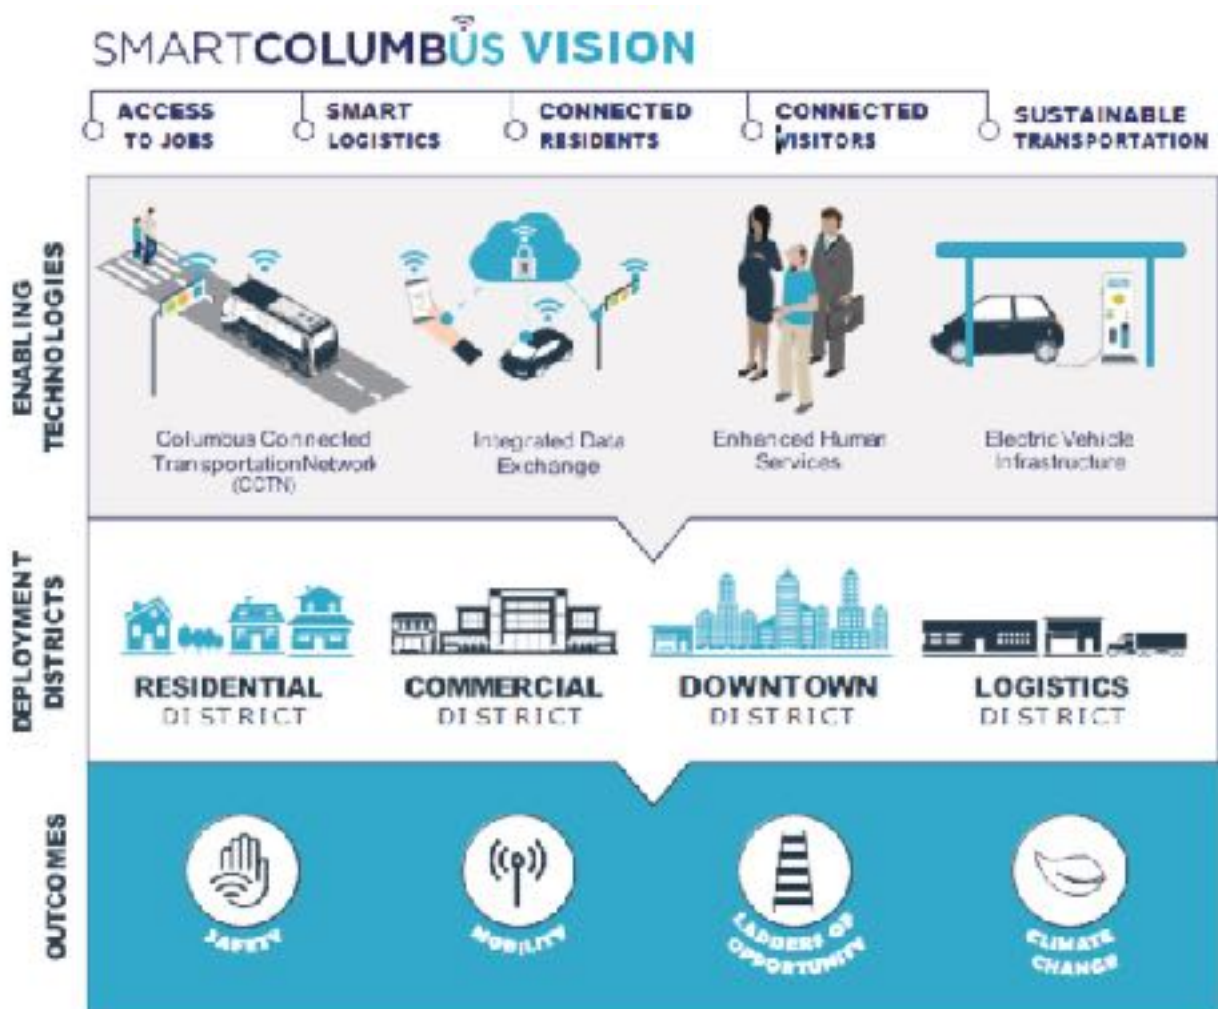 SMARTCOLUMBUS VISION
ACCESS
TO JOBS
SMART
LOGISTICS
CONNECTED
RESIDENTS
CONNECTED
VISITORS
SUSTAINABLE
TRANSPORTATION
ENABLING
TECHNOLOGIES
Columbus Connected
Transportation Network
(CCTN)
Integrated Data
Exchange
Enhanced Human
Services
Electric Vehicle
Infrastructure
DEPLOYMENT
DISTRICTS
RESIDENTIAL
DISTRICT
COMMERCIAL
DISTRICT
DOWNTOWN
DISTRICT
LOGISTICS
DISTRICT
OUTCOMES
SAFETY
MOBILITY
LADDERS OF
OPPORTUNITY
CLIMATE
CHANGE